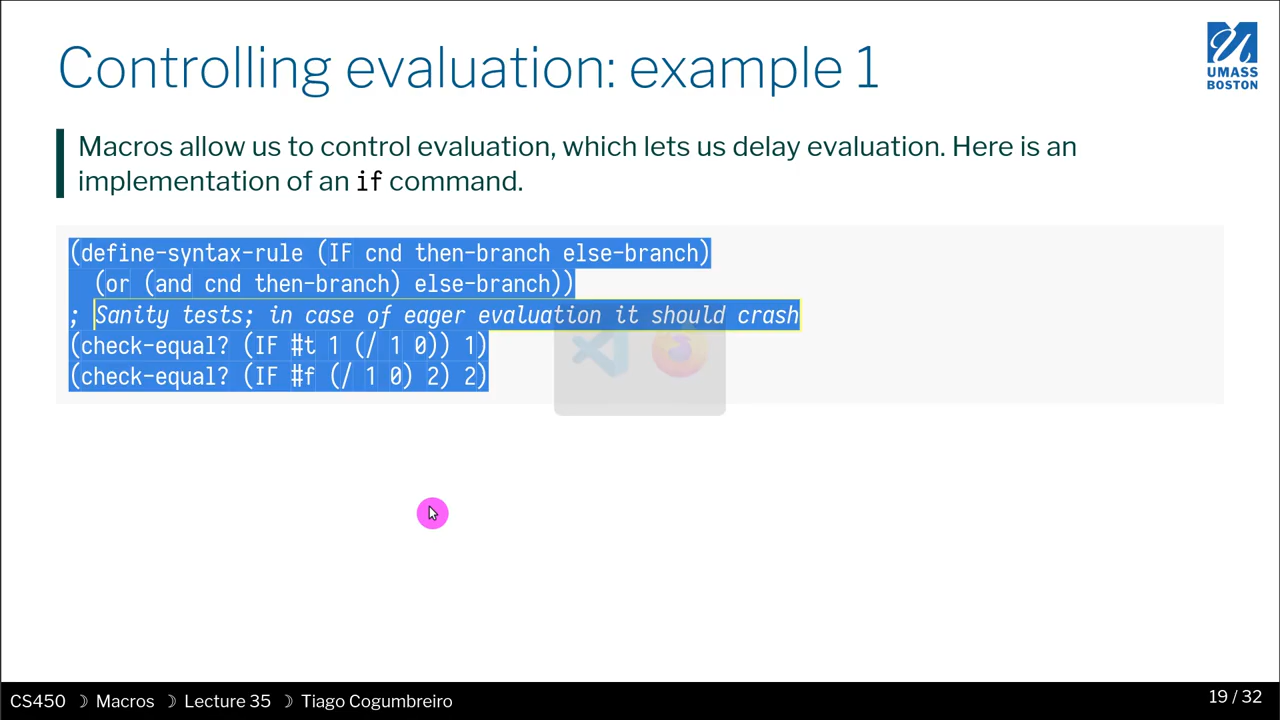 Controlling evaluation: example 1
UMASS
BOSTON
Macros allow us to control evaluation, which lets us delay evaluation. Here is an
implementation of an if command.
(define-syntax-rule (IF cnd then-branch else-branch)
(or (and cnd then-branch) else-branch))
; Sanity tests; in case of eager evaluation it should crash
(check-equal? (IF #t 1 (/ 1 0)) 1)
(check-equal? (IF #f (/ 1 0) 2) 2)
CS450 ☽ Macros ☽ Lecture 35 ☽ Tiago Cogumbreiro
19 / 32